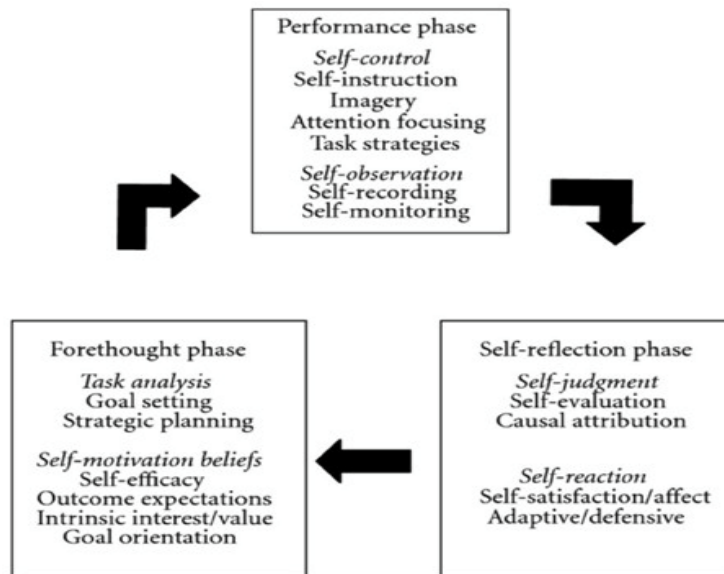 Performance phase
Self-control
Self-instruction
Imagery
Attention focusing
Task strategies
Self-observation
Self-recording
Self-monitoring
Forethought phase
Task analysis
Goal setting
Strategic planning
Self-motivation beliefs
Self-efficacy
Outcome expectations
Intrinsic interest/value
Goal orientation
Self-reflection phase
Self-judgment
Self-evaluation
Causal attribution
Self-reaction
Self-satisfaction/affect
Adaptive/defensive